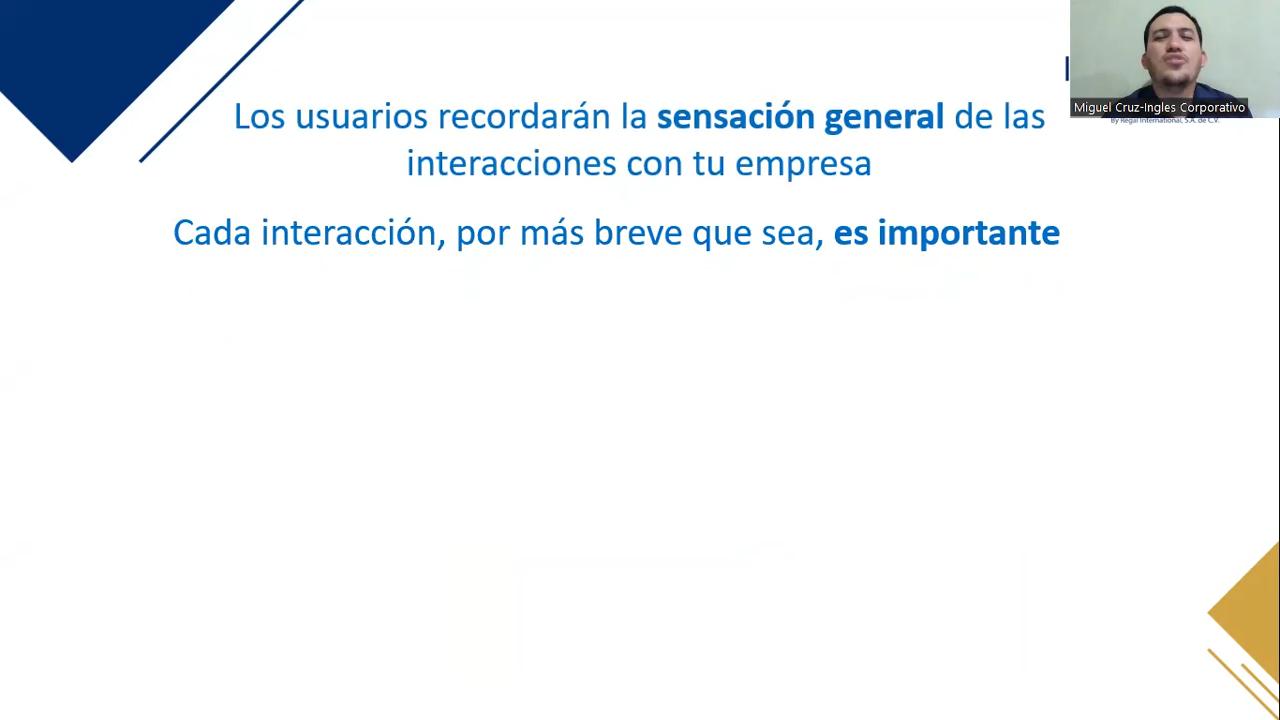 Los usuarios recordarán la sensación general de las
interacciones con tu empresa
Cada interacción, por más breve que sea, es importante
Miguel Cruz-Ingles Corporativo
By Regal International, S.A. de C.V.